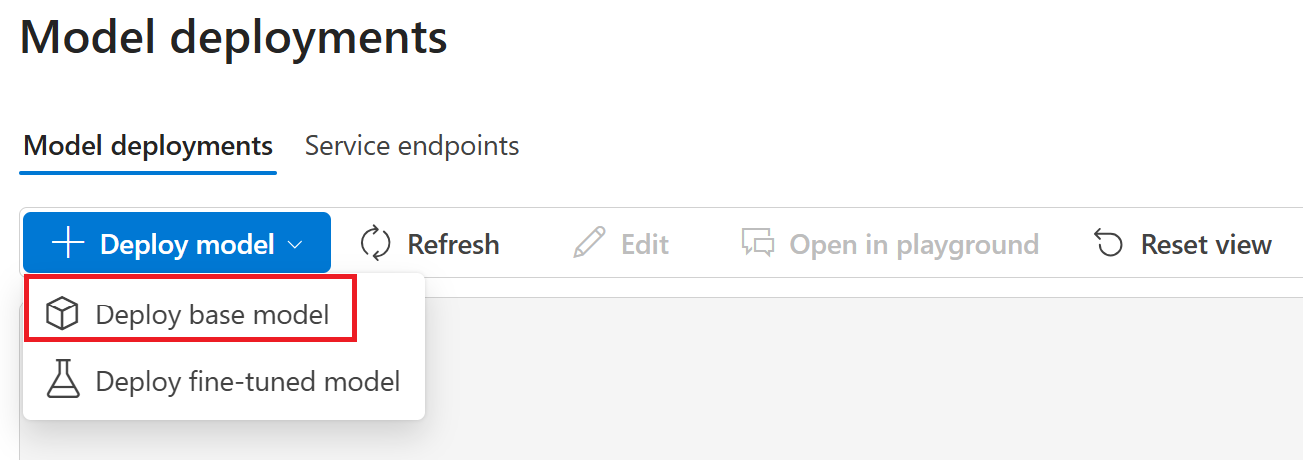 Model deployments
Model deployments Service endpoints
Deploy model Refresh Edit Open in playground Reset view
Deploy base model
Deploy fine-tuned model